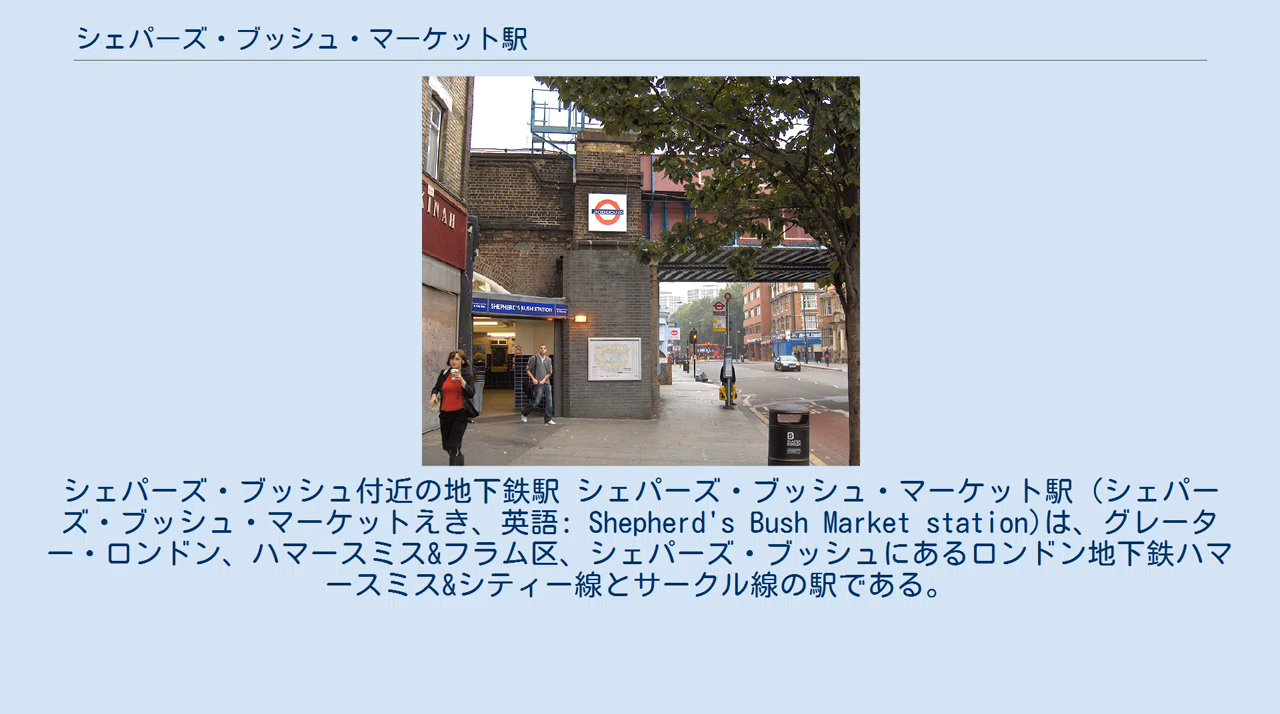 シェパーズ・ブッシュ・マーケット駅
INAH
UNDERGROUND
SHEPHERD'S BUSH STATION
シェパーズ・ブッシュ付近の地下鉄駅 シェパーズ・ブッシュ・マーケット駅 (シェパー
ズ・ブッシュ・マーケットえき、英語: Shepherd's Bush Market station)は、グレータ
ー・ロンドン、ハマースミス&フラム区、シェパーズ・ブッシュにあるロンドン地下鉄ハマ
ースミス&シティー線とサークル線の駅である。